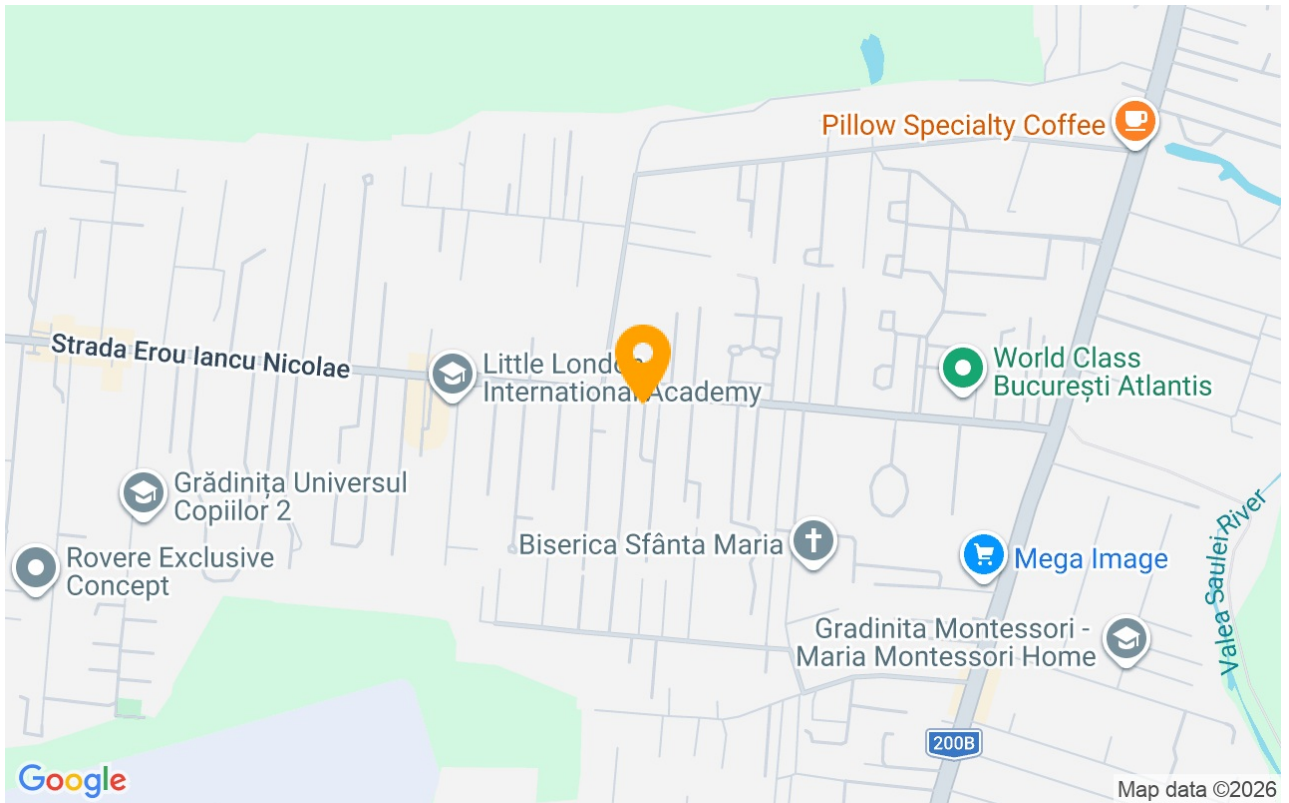 Pillow Specialty Coffee
Strada Erou Iancu Nicolae
Little London
International Academy
World Class
București Atlantis
Grădinița Universul
Copiilor 2
Rovere Exclusive
Concept
Biserica Sfânta Maria
Mega Image
Valea Saulei River
Gradinita Montessori -
Maria Montessori Home
200B
Google
Map data ©2026